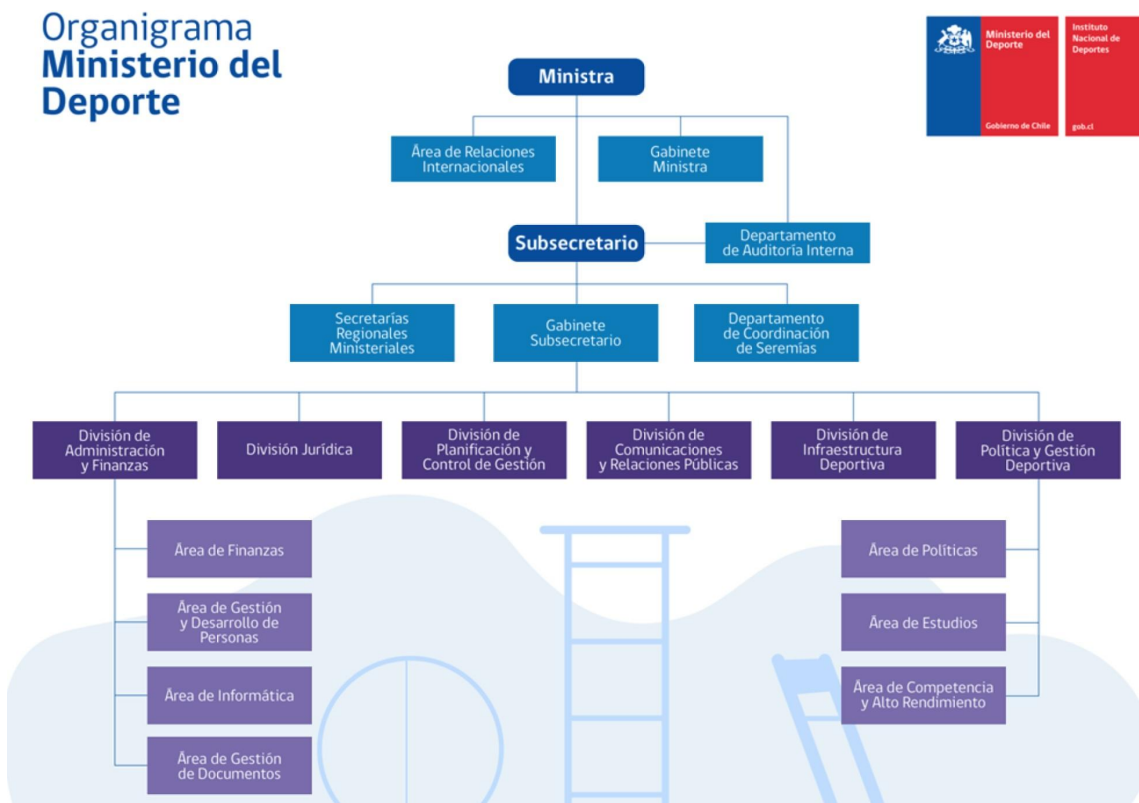 Organigrama
Ministerio del
Deporte
Ministerio del
Deporte
Gobierno de Chile
Instituto
Nacional de
Deportes
gob.cl
Ministra
Área de Relaciones
Internacionales
Gabinete
Ministra
Subsecretario
Departamento
de Auditoría Interna
Secretarías
Regionales
Ministeriales
Gabinete
Subsecretario
Departamento
de Coordinación
de Seremías
División de
Administración
y Finanzas
División Jurídica
División de
Planificación y
Control de Gestión
División de
Comunicaciones
y Relaciones Públicas
División de
Infraestructura
Deportiva
División de
Política y Gestión
Deportiva
Área de Finanzas
Área de Gestión
y Desarrollo de
Personas
Área de Informática
Área de Gestión
de Documentos
Área de Políticas
Área de Estudios
Área de Competencia
y Alto Rendimiento